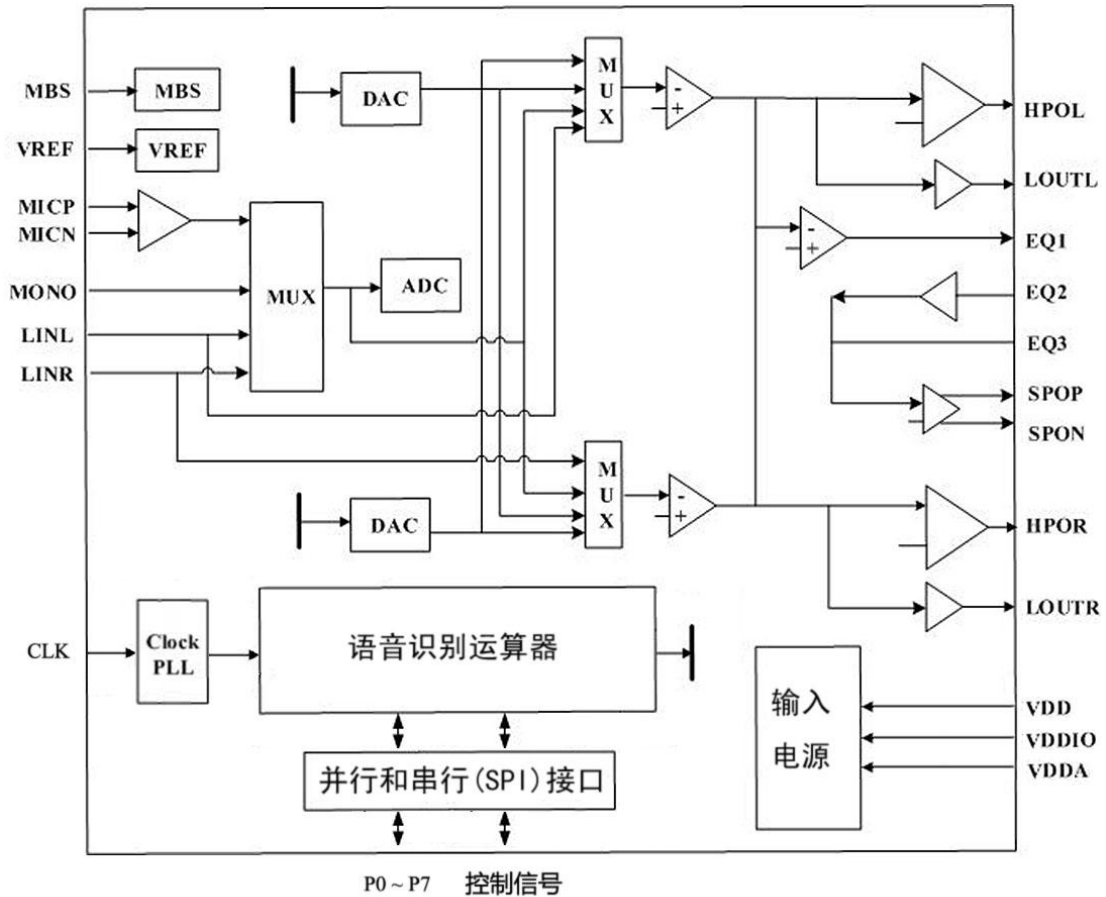 MBS
VREF
MICP
MICN
MONO
LINL
LINR
CLK
MBS
VREF
MUX
ADC
DAC
MUX
-
+
-
+
DAC
MUX
-
+
Clock
PLL
语音识别运算器
并行和串行(SPI)接口
P0 ~ P7 控制信号
输入
电源
HPOL
LOUTL
EQ1
EQ2
EQ3
SPOP
SPON
HPOR
LOUTR
VDD
VDDIO
VDDA